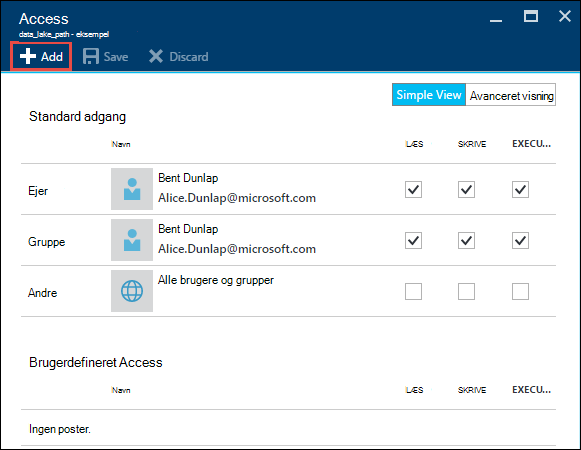 Access
data_lake_path - eksempel
Add Save Discard
Simple View Avanceret visning
Standard adgang
Navn LÆS SKRIVE EXECU...
Ejer Bent Dunlap
Alice.Dunlap@microsoft.com
Gruppe Bent Dunlap
Alice.Dunlap@microsoft.com
Andre Alle brugere og grupper
Brugerdefineret Access
Navn LÆS SKRIVE EXECU...
Ingen poster.